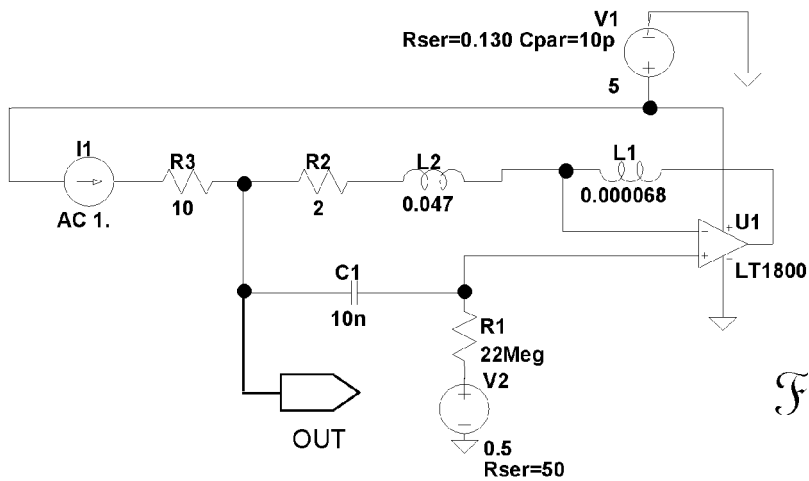 V1
Rser=0.130 Cpar=10p
5
I1
R3
R2
L2
L1
AC 1.
10
2
0.047
0.000068
U1
LT1800
C1
10n
R1
22Meg
V2
0.5
Rser=50
OUT
ℱ